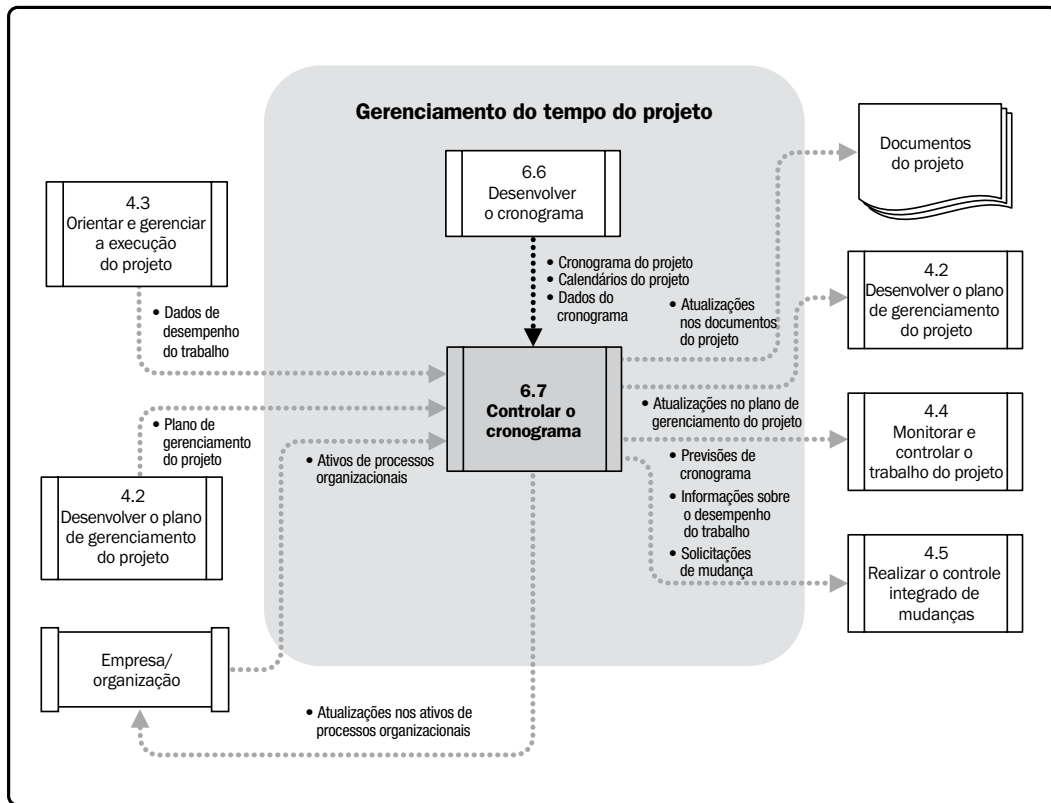 Gerenciamento do tempo do projeto
6.6
Desenvolver
o cronograma
Documentos
do projeto
4.3
Orientar e gerenciar
a execução
do projeto
• Cronograma do projeto
• Calendários do projeto
• Dados do
cronograma
• Atualizações
nos documentos
do projeto
4.2
Desenvolver o plano
de gerenciamento
do projeto
• Dados de
desempenho
do trabalho
6.7
Controlar o
cronograma
• Plano de
gerenciamento
do projeto
• Ativos de processos
organizacionais
• Atualizações no plano de
gerenciamento do projeto
4.4
Monitorar e
controlar o
trabalho do projeto
• Previsões de
cronograma
• Informações sobre
o desempenho
do trabalho
• Solicitações
de mudança
4.2
Desenvolver o plano
de gerenciamento
do projeto
4.5
Realizar o controle
integrado de
mudanças
Empresa/
organização
• Atualizações nos ativos de
processos organizacionais